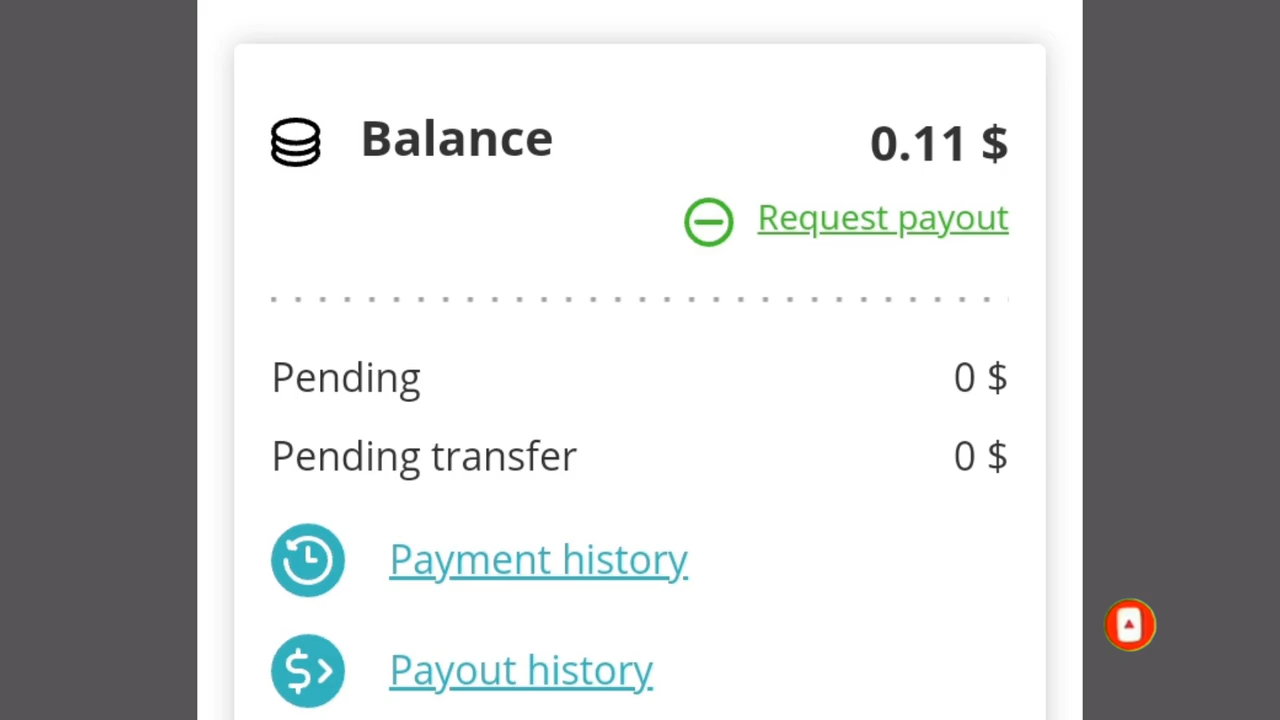 Balance 0.11 $
Request payout
Pending 0 $
Pending transfer 0 $
Payment history
Payout history